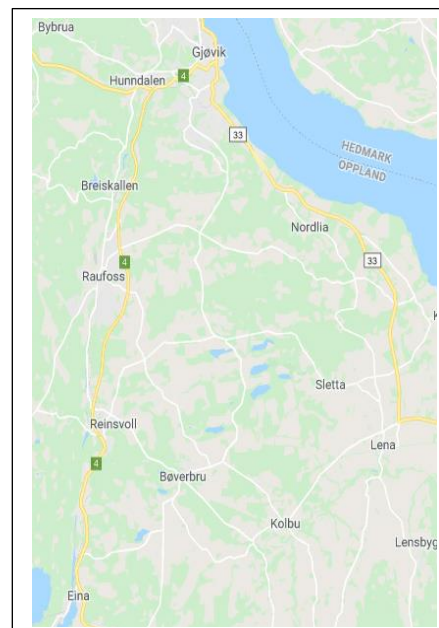 Bybrua
Gjøvik
Hunndalen
4
33
HEDMARK
OPPLAND
Breiskallen
Nordlia
4
33
Raufoss
K
Sletta
Reinsvoll
Lena
4
Bøverbru
Kolbu
Lensbyg
Eina